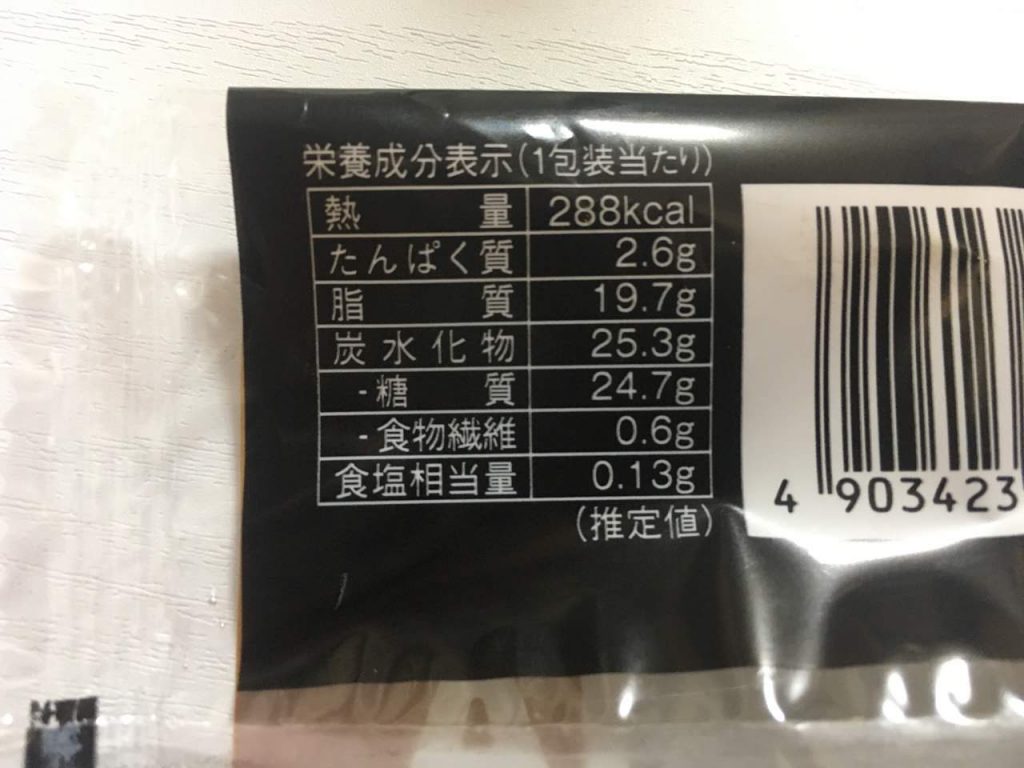 栄養成分表示(1包装当たり)
熱量 288kcal
たんぱく質 2.6g
脂質 19.7g
炭水化物 25.3g
-糖質 24.7g
-食物繊維 0.6g
食塩相当量 0.13g
(推定値)
4 903423